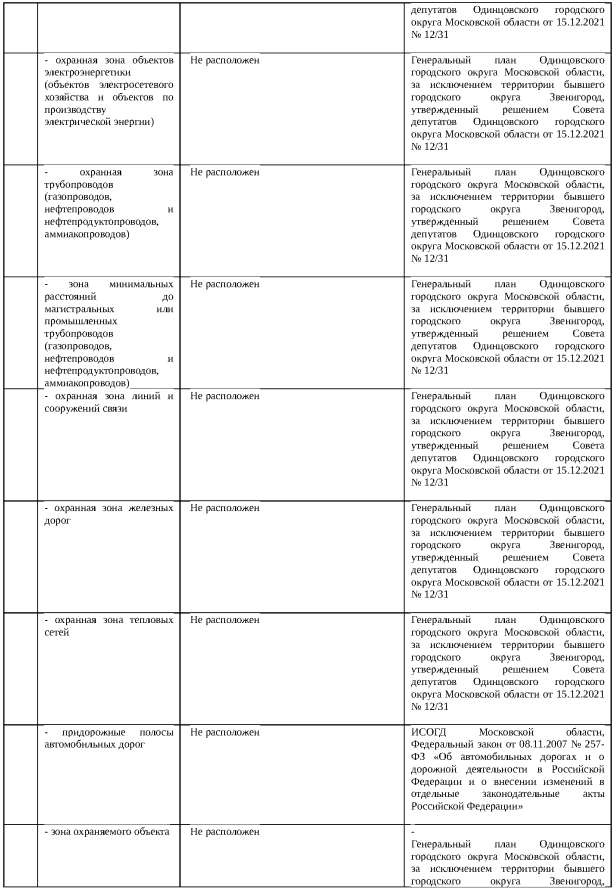 депутатов Одинцовского городского
округа Московской области от 15.12.2021
№ 12/31
- охранная зона объектов
электроэнергетики
(объектов электросетевого
хозяйства и объектов по
производству
электрической энергии)
Не расположен
Генеральный план Одинцовского
городского округа Московской области,
за исключением территории бывшего
городского округа Звенигород,
утвержденный решением Совета
депутатов Одинцовского городского
округа Московской области от 15.12.2021
№ 12/31
- охранная зона
трубопроводов
(газопроводов,
нефтепроводов и
нефтепродуктопроводов,
аммиакопроводов)
Не расположен
Генеральный план Одинцовского
городского округа Московской области,
за исключением территории бывшего
городского округа Звенигород,
утвержденный решением Совета
депутатов Одинцовского городского
округа Московской области от 15.12.2021
№ 12/31
- зона минимальных
расстояний до
магистральных или
промышленных
трубопроводов
(газопроводов,
нефтепроводов и
нефтепродуктопроводов,
аммиакопроводов)
Не расположен
Генеральный план Одинцовского
городского округа Московской области,
за исключением территории бывшего
городского округа Звенигород,
утвержденный решением Совета
депутатов Одинцовского городского
округа Московской области от 15.12.2021
№ 12/31
- охранная зона линий и
сооружений связи
Не расположен
Генеральный план Одинцовского
городского округа Московской области,
за исключением территории бывшего
городского округа Звенигород,
утвержденный решением Совета
депутатов Одинцовского городского
округа Московской области от 15.12.2021
№ 12/31
- охранная зона железных
дорог
Не расположен
Генеральный план Одинцовского
городского округа Московской области,
за исключением территории бывшего
городского округа Звенигород,
утвержденный решением Совета
депутатов Одинцовского городского
округа Московской области от 15.12.2021
№ 12/31
- охранная зона тепловых
сетей
Не расположен
Генеральный план Одинцовского
городского округа Московской области,
за исключением территории бывшего
городского округа Звенигород,
утвержденный решением Совета
депутатов Одинцовского городского
округа Московской области от 15.12.2021
№ 12/31
- придорожные полосы
автомобильных дорог
Не расположен
ИСОГД Московской области,
Федеральный закон от 08.11.2007 № 257-
ФЗ «Об автомобильных дорогах и о
дорожной деятельности в Российской
Федерации и о внесении изменений в
отдельные законодательные акты
Российской Федерации»
- зона охраняемого объекта
Не расположен
-
Генеральный план Одинцовского
городского округа Московской области,
за исключением территории бывшего
городского округа Звенигород,